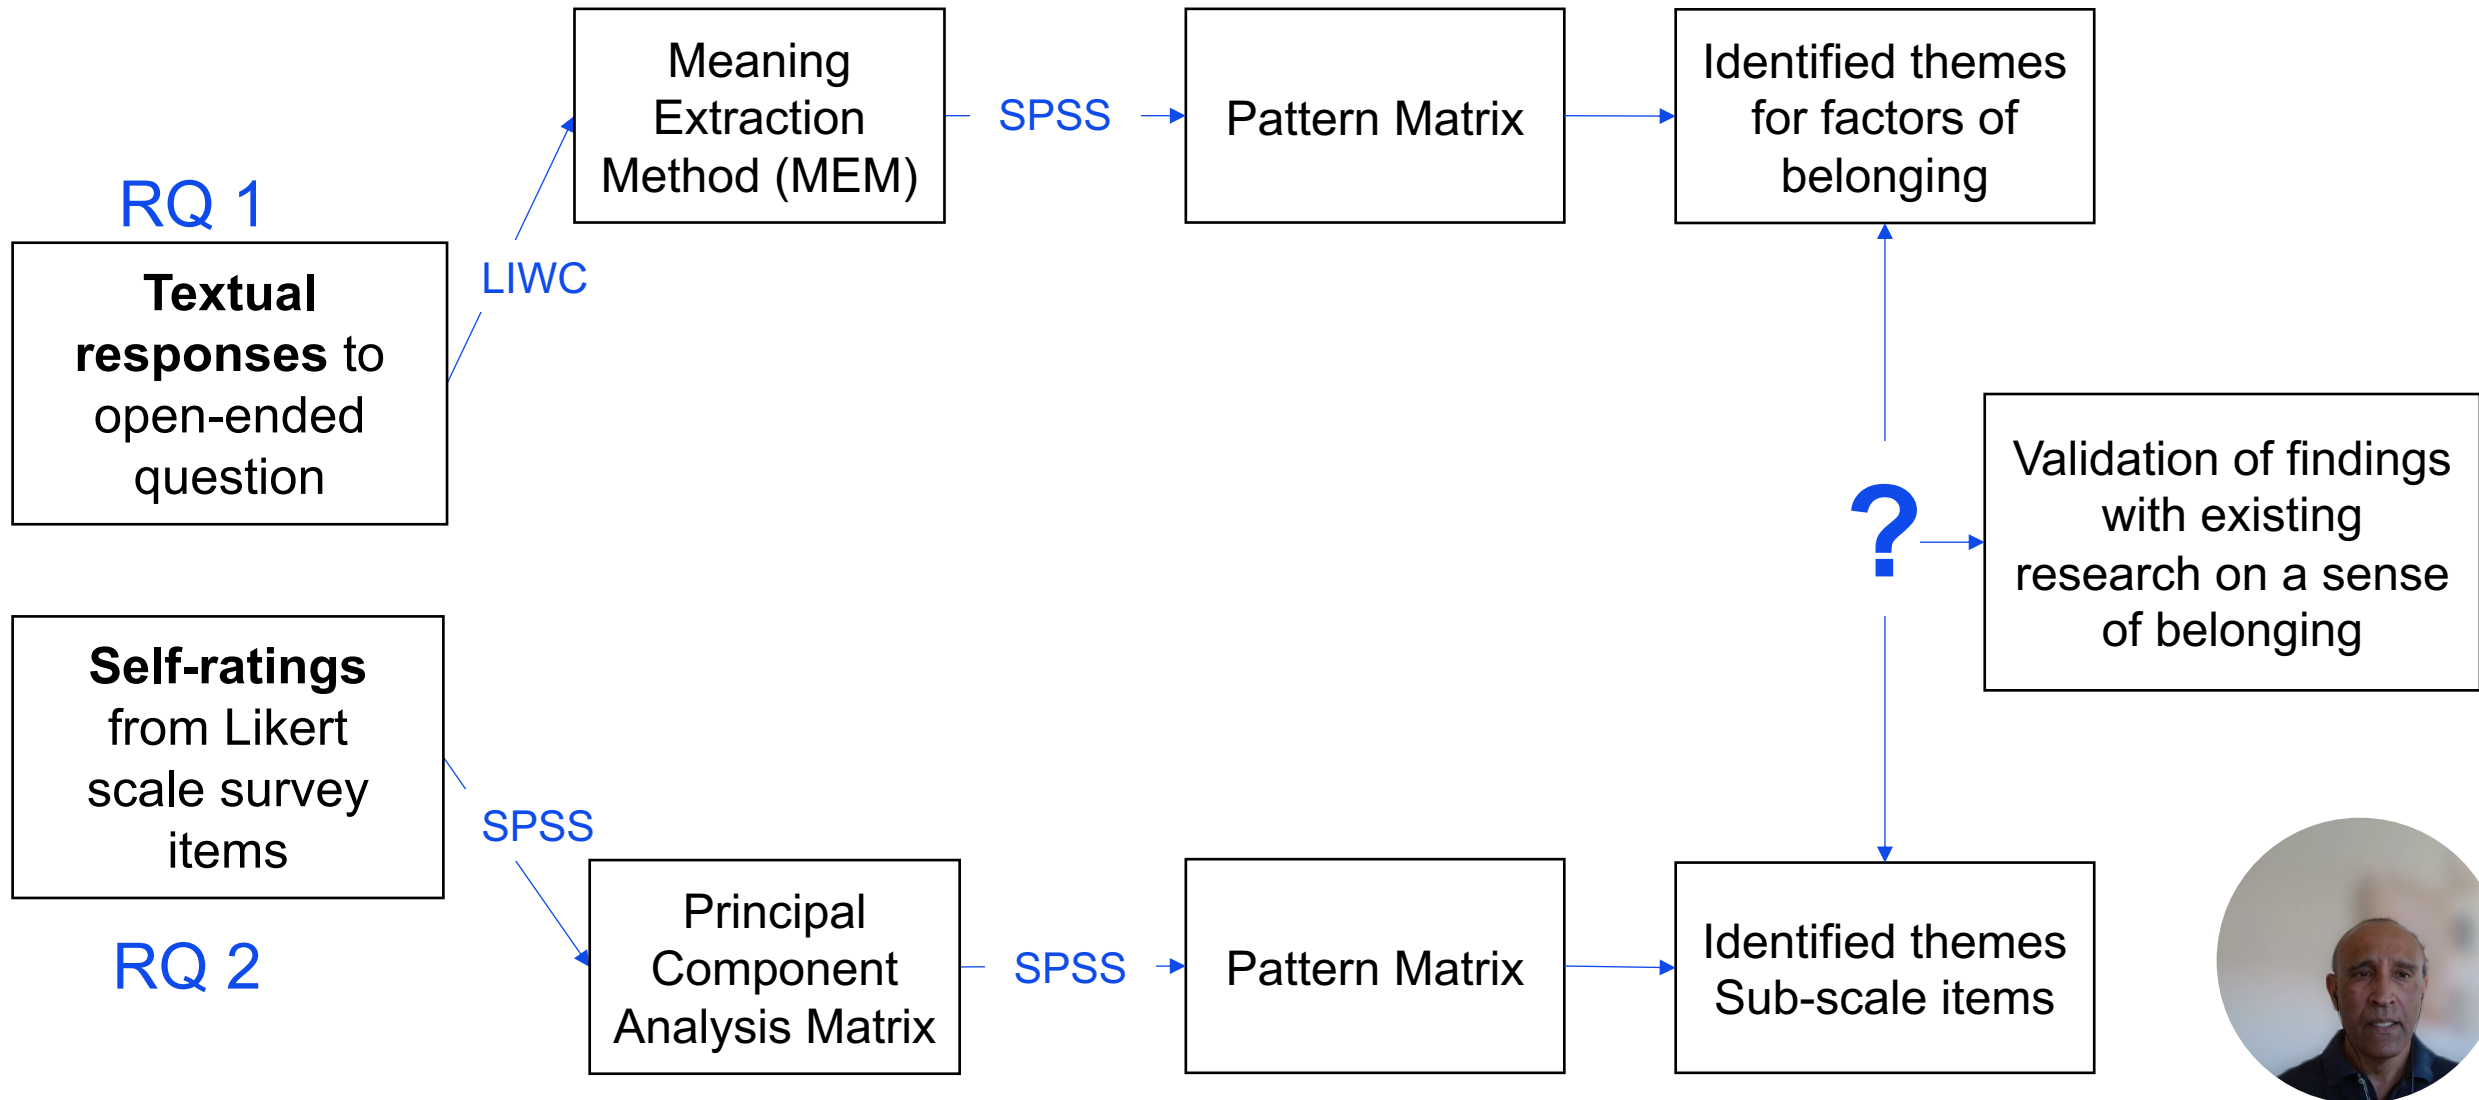 RQ 1
Textual
responses to
open-ended
question
LIWC
Meaning
Extraction
Method (MEM)
SPSS
Pattern Matrix
Identified themes
for factors of
belonging
?
Validation of findings
with existing
research on a sense
of belonging
Self-ratings
from Likert
scale survey
items
RQ 2
SPSS
Principal
Component
Analysis Matrix
SPSS
Pattern Matrix
Identified themes
Sub-scale items